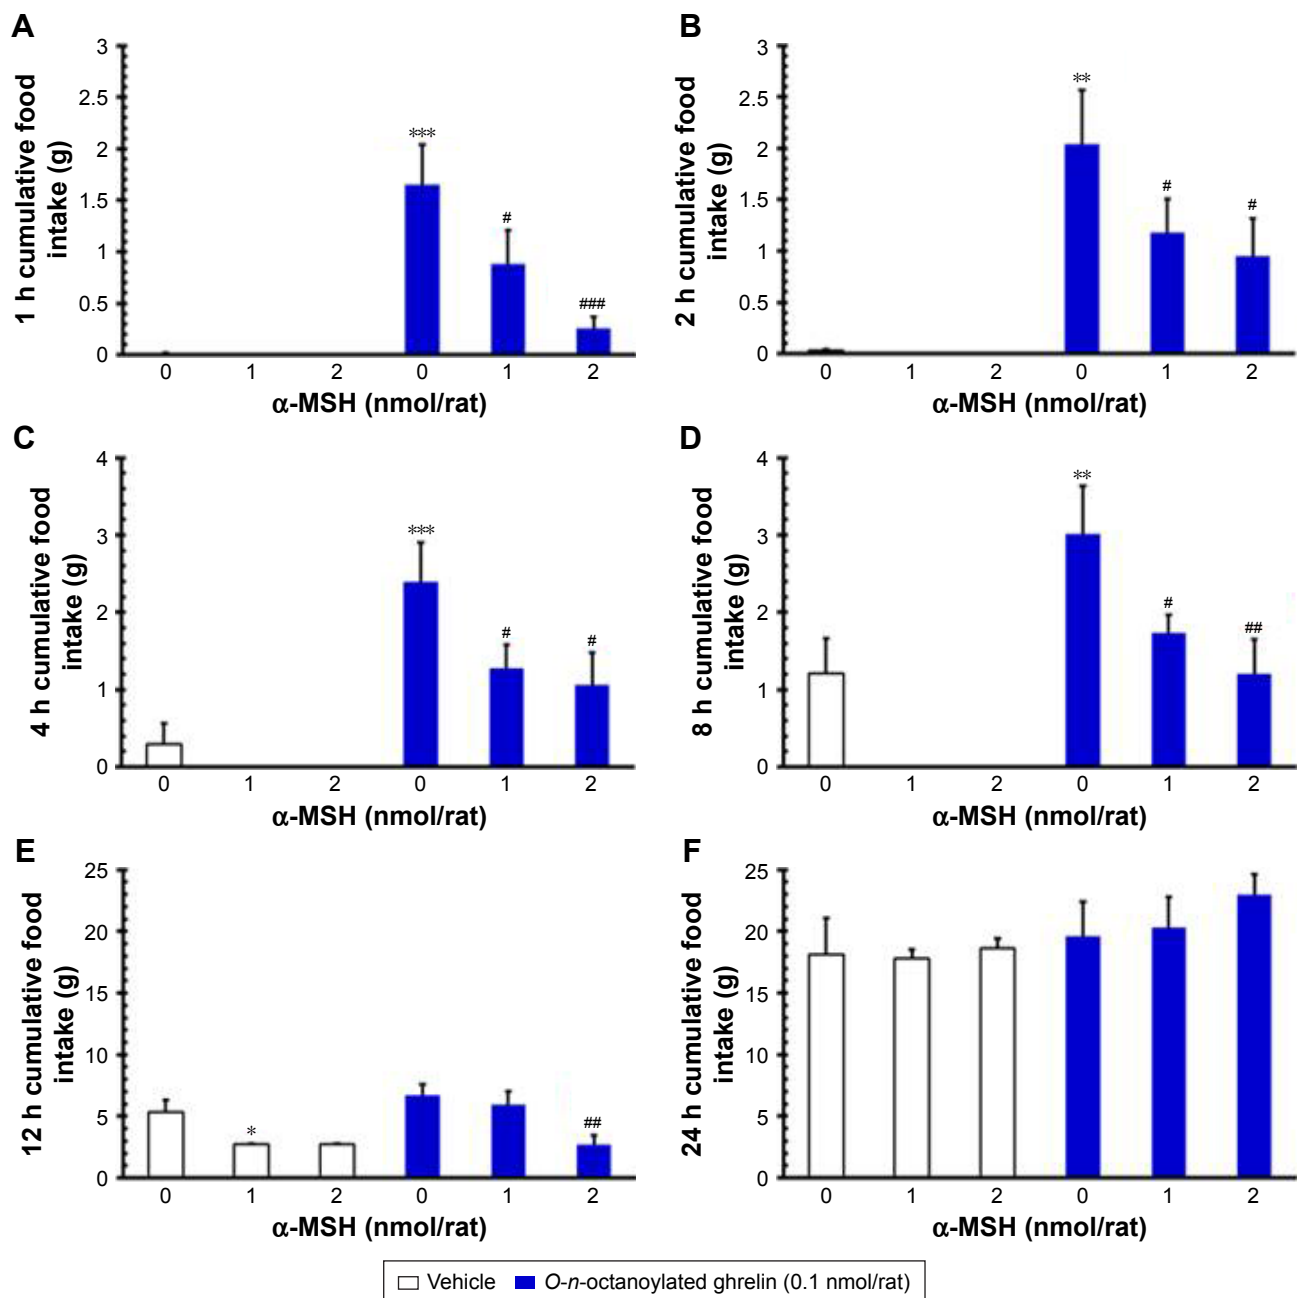 A
1 h cumulative food
intake (g)
3
2.5
2
1.5
1
0.5
0
***
#
###
0 1 2 0 1 2
α-MSH (nmol/rat)
B
2 h cumulative food
intake (g)
3
2.5
2
1.5
1
0.5
0
**
#
#
0 1 2 0 1 2
α-MSH (nmol/rat)
C
4 h cumulative food
intake (g)
4
3
2
1
0
***
#
#
0 1 2 0 1 2
α-MSH (nmol/rat)
D
8 h cumulative food
intake (g)
4
3
2
1
0
**
#
##
0 1 2 0 1 2
α-MSH (nmol/rat)
E
12 h cumulative food
intake (g)
25
20
15
10
5
0
*
##
0 1 2 0 1 2
α-MSH (nmol/rat)
F
24 h cumulative food
intake (g)
25
20
15
10
5
0
0 1 2 0 1 2
α-MSH (nmol/rat)
Vehicle O-n-octanoylated ghrelin (0.1 nmol/rat)